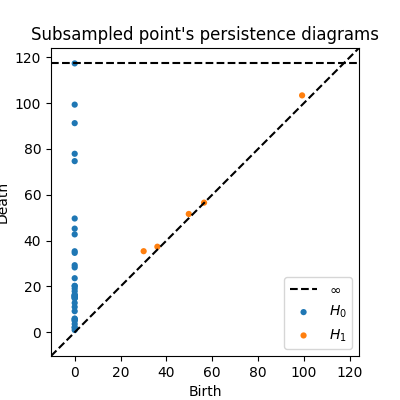 Subsampled point's persistence diagrams
120
100
80
60
40
20
0
Death
0 20 40 60 80 100 120
Birth
∞
H₀
H₁